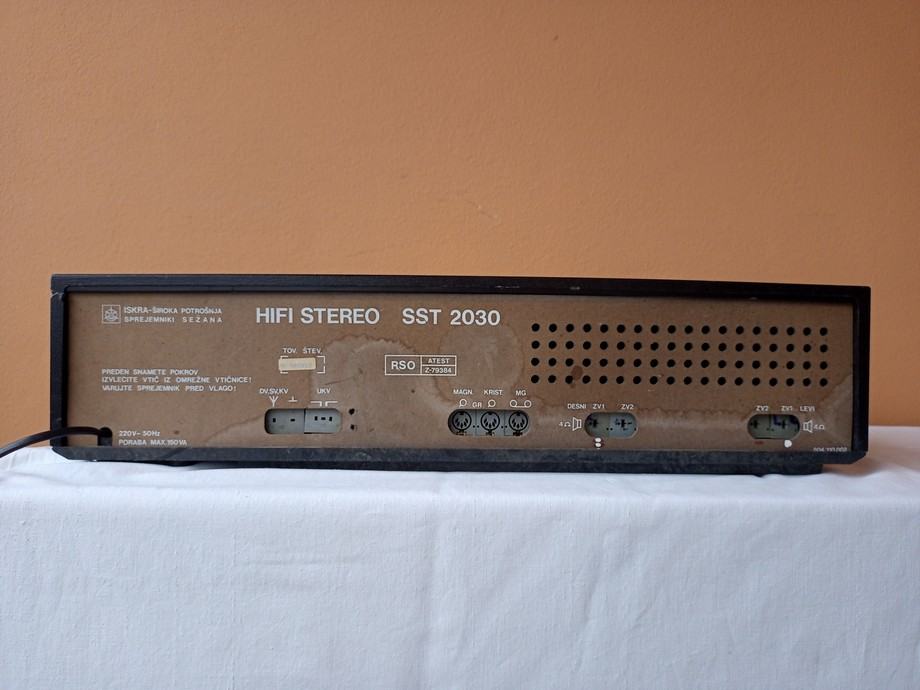 ISKRA-ŠIROKA POTROŠNJA
SPREJEMNIKI SEŽANA
HIFI STEREO SST 2030
TOV. ŠTEV.
RSO ATEST
Z-79384
PREDEN SNAMETE POKROV
IZVLECITE VTIČ IZ OMREŽNE VTIČNICE!
VARUJTE SPREJEMNIK PRED VLAGO!
DV,SV,KV UKV
MAGN. KRIST. MG
GR
DESNI ZV1 ZV2
4Ω
ZV2 ZV1 LEVI
4Ω
220V~ 50Hz
PORABA MAX.150VA